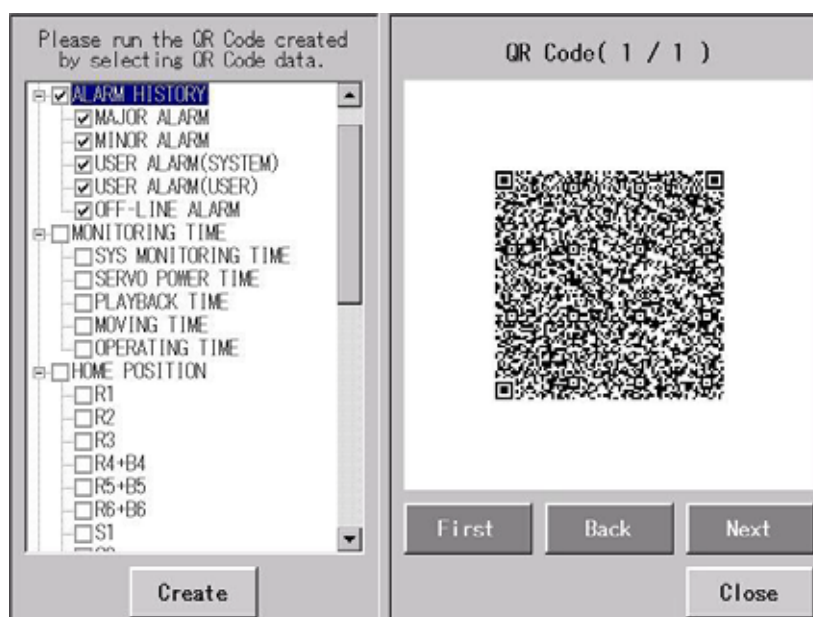 Please run the QR Code created
by selecting QR Code data.
ALARM HISTORY
MAJOR ALARM
MINOR ALARM
USER ALARM(SYSTEM)
USER ALARM(USER)
OFF-LINE ALARM
MONITORING TIME
SYS MONITORING TIME
SERVO POWER TIME
PLAYBACK TIME
MOVING TIME
OPERATING TIME
HOME POSITION
R1
R2
R3
R4+B4
R5+B5
R6+B6
S1
Create
QR Code( 1 / 1 )
First
Back
Next
Close